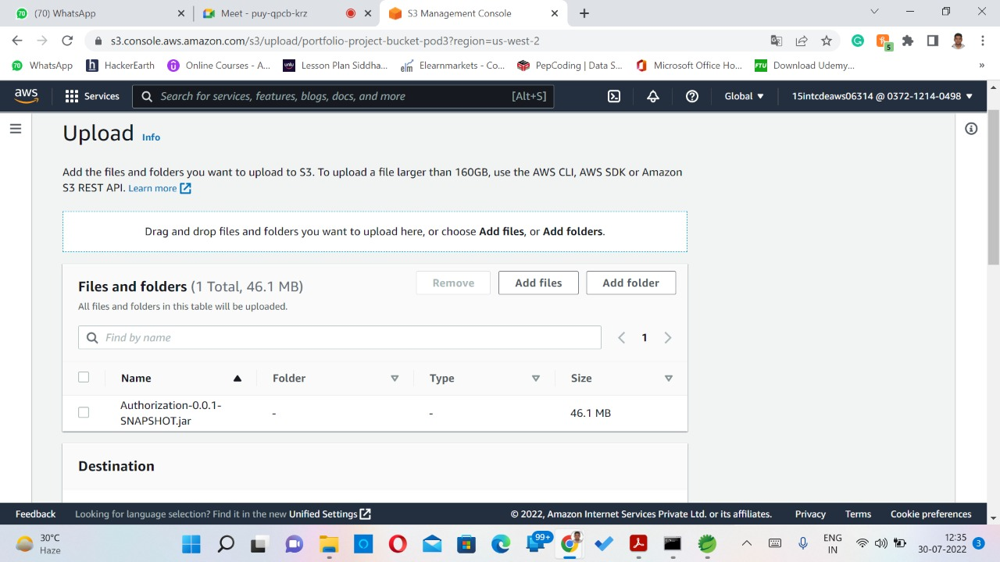 70 (70) WhatsApp
Meet - puy-qpcb-krz
S3 Management Console
s3.console.aws.amazon.com/s3/upload/portfolio-project-bucket-pod3?region=us-west-2
5
70 WhatsApp
h HackerEarth
Online Courses - A...
unlu Lesson Plan Siddha...
elm Elearnmarkets - Co...
PepCoding | Data S...
Microsoft Office Ho...
FTU Download Udemy...
»
aws
Services
Search for services, features, blogs, docs, and more [Alt+S]
Global
15intcdeaws06314 @ 0372-1214-0498
Upload Info
Add the files and folders you want to upload to S3. To upload a file larger than 160GB, use the AWS CLI, AWS SDK or Amazon
S3 REST API. Learn more
Drag and drop files and folders you want to upload here, or choose Add files, or Add folders.
Files and folders (1 Total, 46.1 MB)
Remove
Add files
Add folder
All files and folders in this table will be uploaded.
Find by name
1
Name Folder Type Size
Authorization-0.0.1-
SNAPSHOT.jar - - 46.1 MB
Destination
Feedback
Looking for language selection? Find it in the new Unified Settings
© 2022, Amazon Internet Services Private Ltd. or its affiliates.
Privacy
Terms
Cookie preferences
30°C
Haze
99+
ENG
IN
12:35
30-07-2022
3